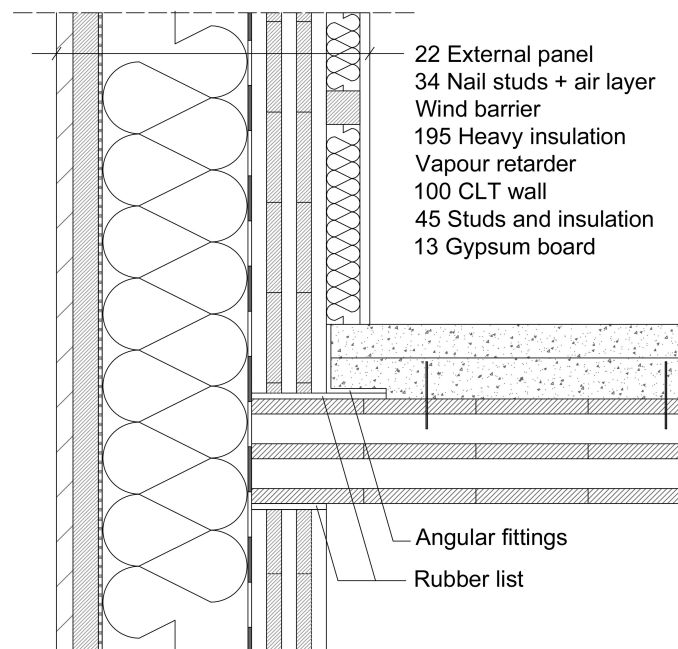 22 External panel
34 Nail studs + air layer
Wind barrier
195 Heavy insulation
Vapour retarder
100 CLT wall
45 Studs and insulation
13 Gypsum board
Angular fittings
Rubber list